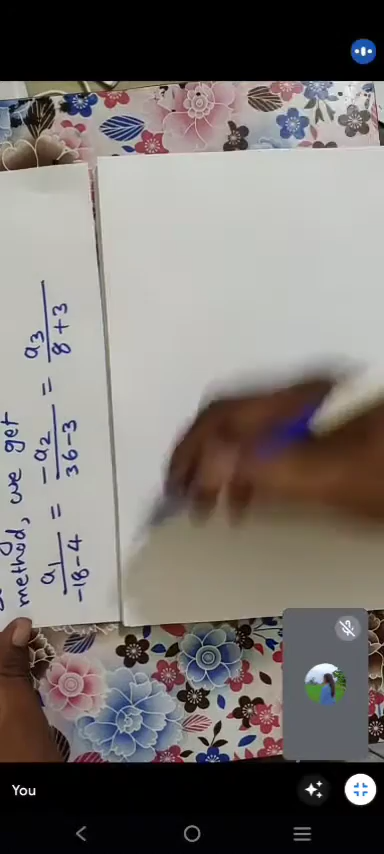 method, we get
a1/-18-4 = -a2/36-3 = a3/8+3
You